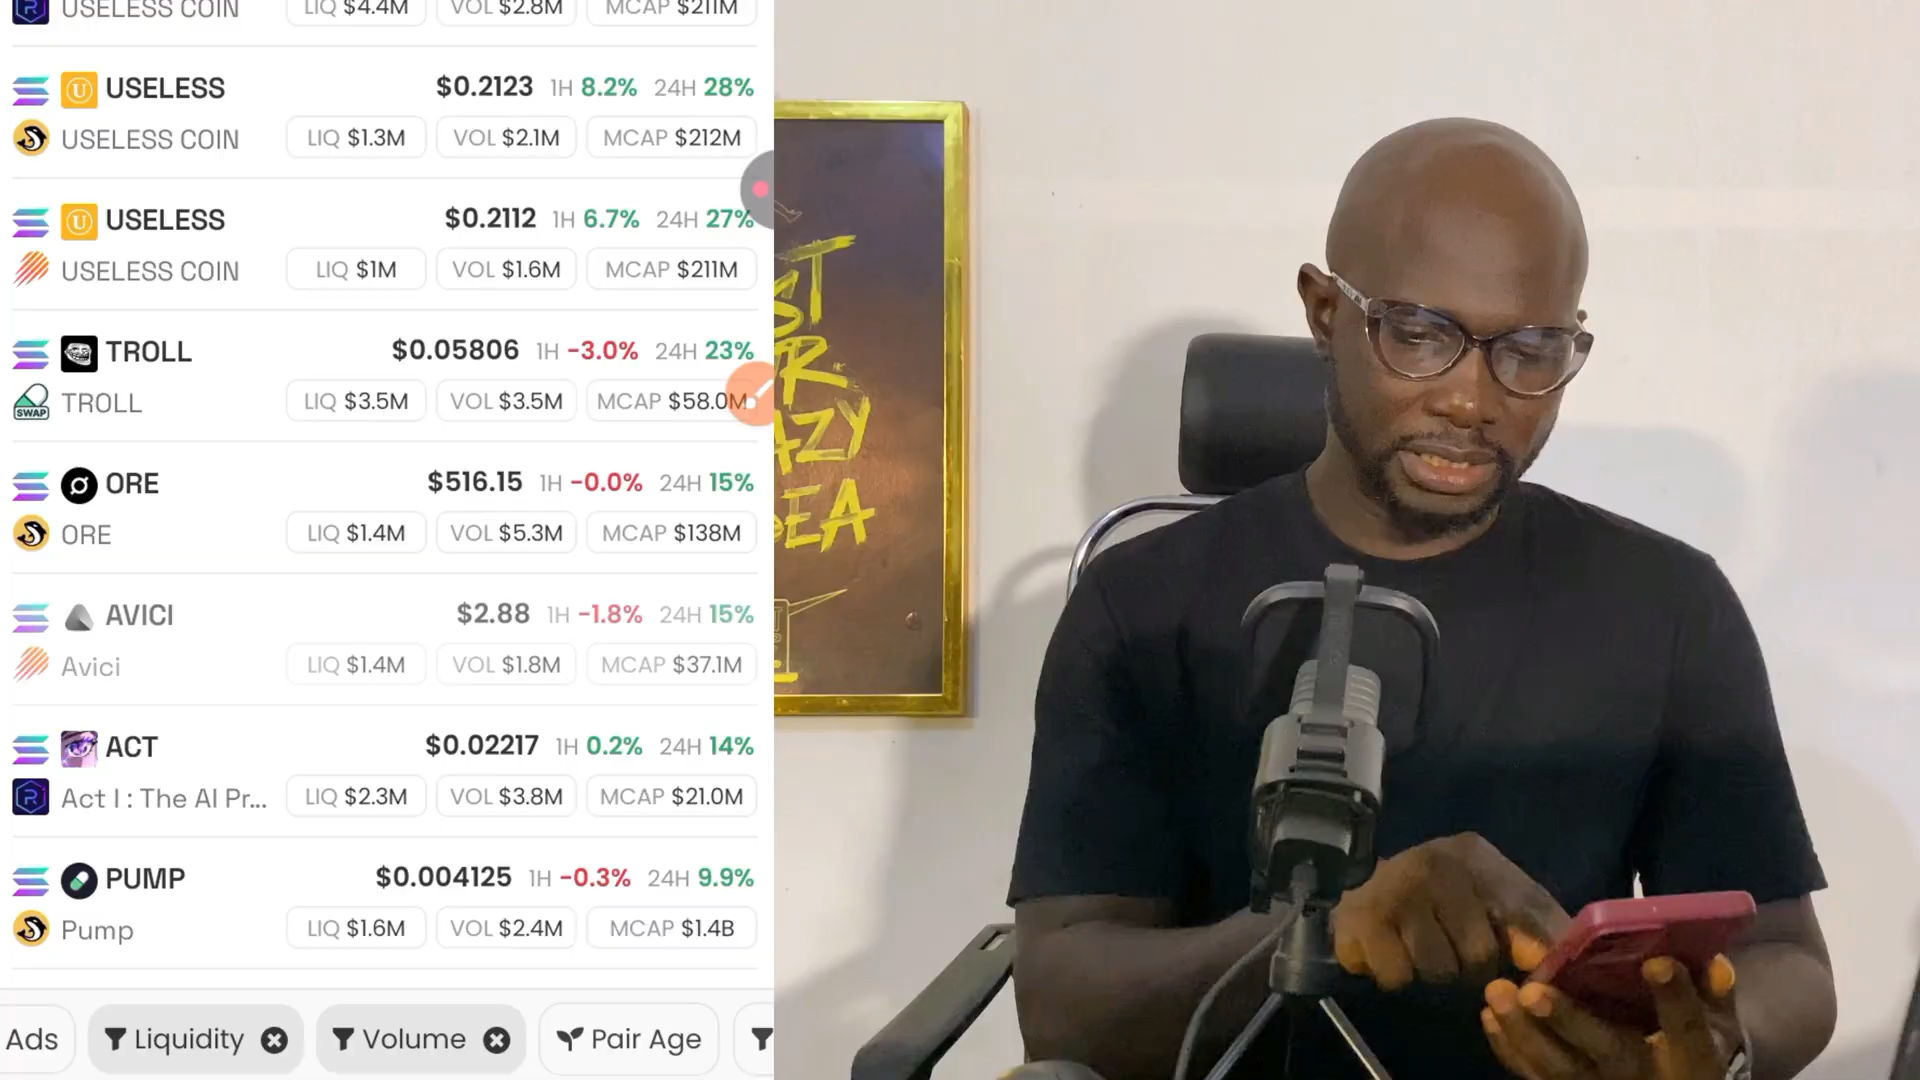 USELESS COIN LIQ $4.4M VOL $2.8M MCAP $211M
USELESS $0.2123 1H 8.2% 24H 28%
USELESS COIN LIQ $1.3M VOL $2.1M MCAP $212M
USELESS $0.2112 1H 6.7% 24H 27%
USELESS COIN LIQ $1M VOL $1.6M MCAP $211M
TROLL $0.05806 1H -3.0% 24H 23%
SWAP TROLL LIQ $3.5M VOL $3.5M MCAP $58.0M
ORE $516.15 1H -0.0% 24H 15%
ORE LIQ $1.4M VOL $5.3M MCAP $138M
AVICI $2.88 1H -1.8% 24H 15%
Avici LIQ $1.4M VOL $1.8M MCAP $37.1M
ACT $0.02217 1H 0.2% 24H 14%
Act I : The AI Pr... LIQ $2.3M VOL $3.8M MCAP $21.0M
PUMP $0.004125 1H -0.3% 24H 9.9%
Pump LIQ $1.6M VOL $2.4M MCAP $1.4B
Ads Liquidity Volume Pair Age